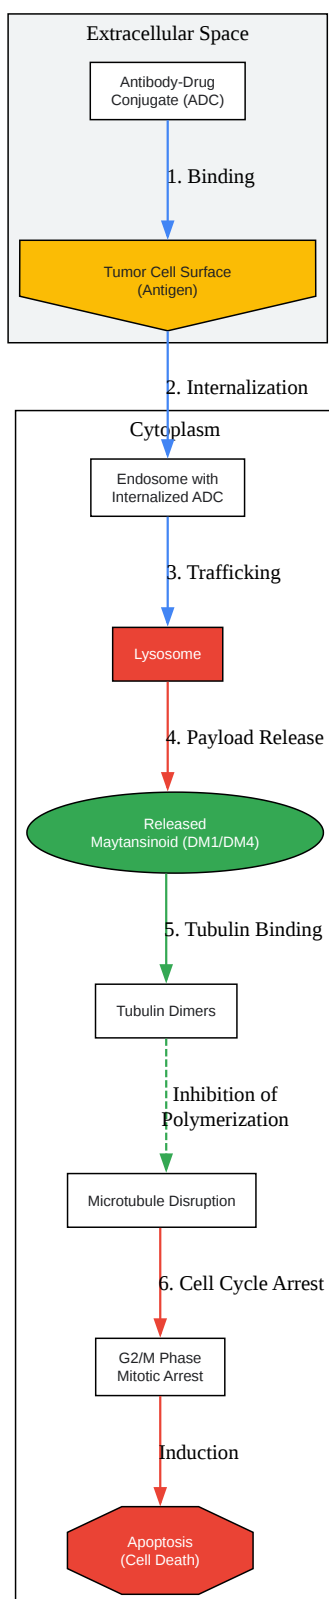 Extracellular Space
Antibody-Drug
Conjugate (ADC)
1. Binding
Tumor Cell Surface
(Antigen)
2. Internalization
Cytoplasm
Endosome with
Internalized ADC
3. Trafficking
Lysosome
4. Payload Release
Released
Maytansinoid (DM1/DM4)
5. Tubulin Binding
Tubulin Dimers
Inhibition of
Polymerization
Microtubule Disruption
6. Cell Cycle Arrest
G2/M Phase
Mitotic Arrest
Induction
Apoptosis
(Cell Death)